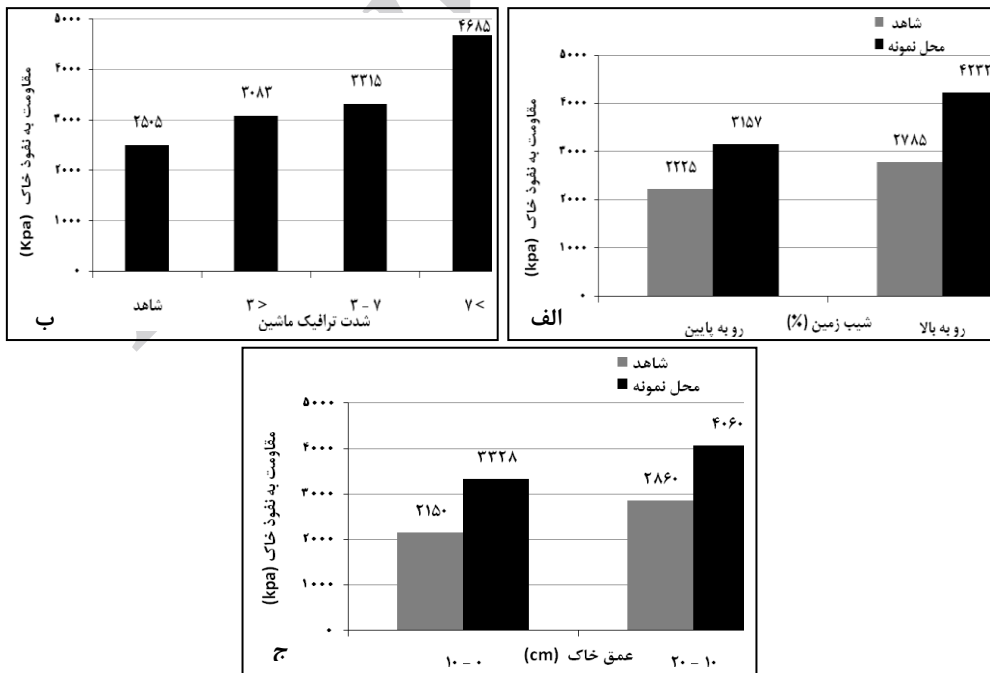 شاهد
محل نمونه
مقاومت به نفوذ خاک (kpa)
۵۰۰۰
۴۰۰۰
۳۰۰۰
۲۰۰۰
۱۰۰۰
۰
۲۲۲۵
۳۱۵۷
۲۷۸۵
۴۲۳۲
رو به پایین
شیب زمین (%)
رو به بالا
الف
مقاومت به نفوذ خاک (Kpa)
۵۰۰۰
۴۰۰۰
۳۰۰۰
۲۰۰۰
۱۰۰۰
۰
۲۵۰۵
۳۰۸۳
۳۳۱۵
۴۶۸۵
شاهد
۳ >
۳ - ۷
۷ <
شدت ترافیک ماشین
ب
شاهد
محل نمونه
مقاومت به نفوذ خاک (kpa)
۵۰۰۰
۴۰۰۰
۳۰۰۰
۲۰۰۰
۱۰۰۰
۰
۲۱۵۰
۳۳۲۸
۲۸۶۰
۴۰۶۰
۱۰ - ۰
عمق خاک (cm)
۲۰ - ۱۰
ج